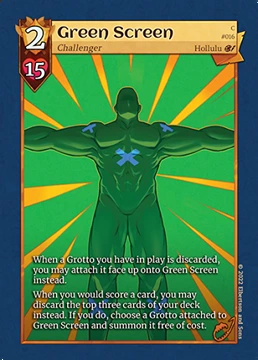 2
Green Screen
C
#016
15
Challenger
Hollulu
When a Grotto you have in play is discarded,
you may attach it face up onto Green Screen
instead.
When you would score a card, you may
discard the top three cards of your deck
instead. If you do, choose a Grotto attached to
Green Screen and summon it free of cost.
© 2022 Elbertson and Sons